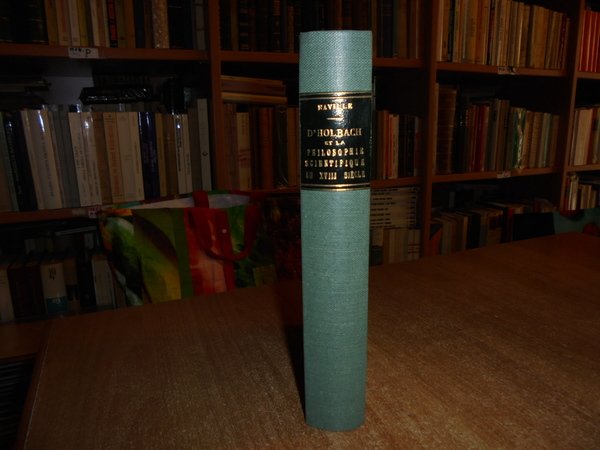 NAVILLE
D'HOLBACH
ET LA
PHILOSOPHIE
SCIENTIFIQUE
AU XVIII SIÈCLE